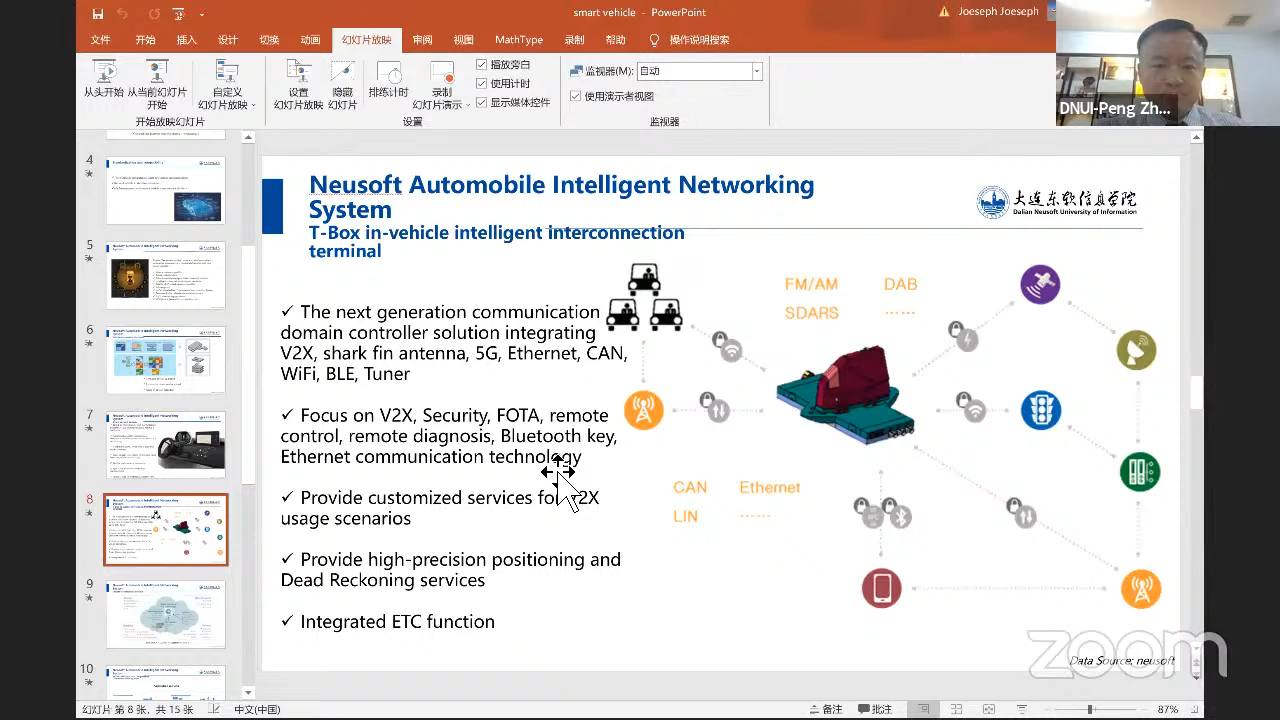 smart vehicle - PowerPoint
Joeseph Joeseph
文件 开始 插入 设计 切换 动画 幻灯片放映 审阅 视图 MathType 录制 帮助 操作说明搜索
从头开始
从当前幻灯片
开始
自定义
幻灯片放映
开始放映幻灯片
设置
幻灯片放映
隐藏
幻灯片
排练计时
录制
幻灯片演示
播放旁白
使用计时
显示媒体控件
设置
监视器(M): 自动
使用演示者视图
监视器
DNUI-Peng Zh...
4
5
6
7
8
9
10
Neusoft Automobile Intelligent Networking
System
T-Box in-vehicle intelligent interconnection
terminal
大连东软信息学院
Dalian Neusoft University of Information
✓ The next generation communication
domain controller solution integrating
V2X, shark fin antenna, 5G, Ethernet, CAN,
WiFi, BLE, Tuner
✓ Focus on V2X, Security, FOTA, remote
control, remote diagnosis, Bluetooth key,
Ethernet communication technology
✓ Provide customized services for V2X
usage scenarios
✓ Provide high-precision positioning and
Dead Reckoning services
✓ Integrated ETC function
FM/AM DAB
SDARS ······
CAN Ethernet
LIN ······
Data Source: neusoft
zoom
幻灯片 第 8 张，共 15 张 中文(中国)
备注 批注 87%